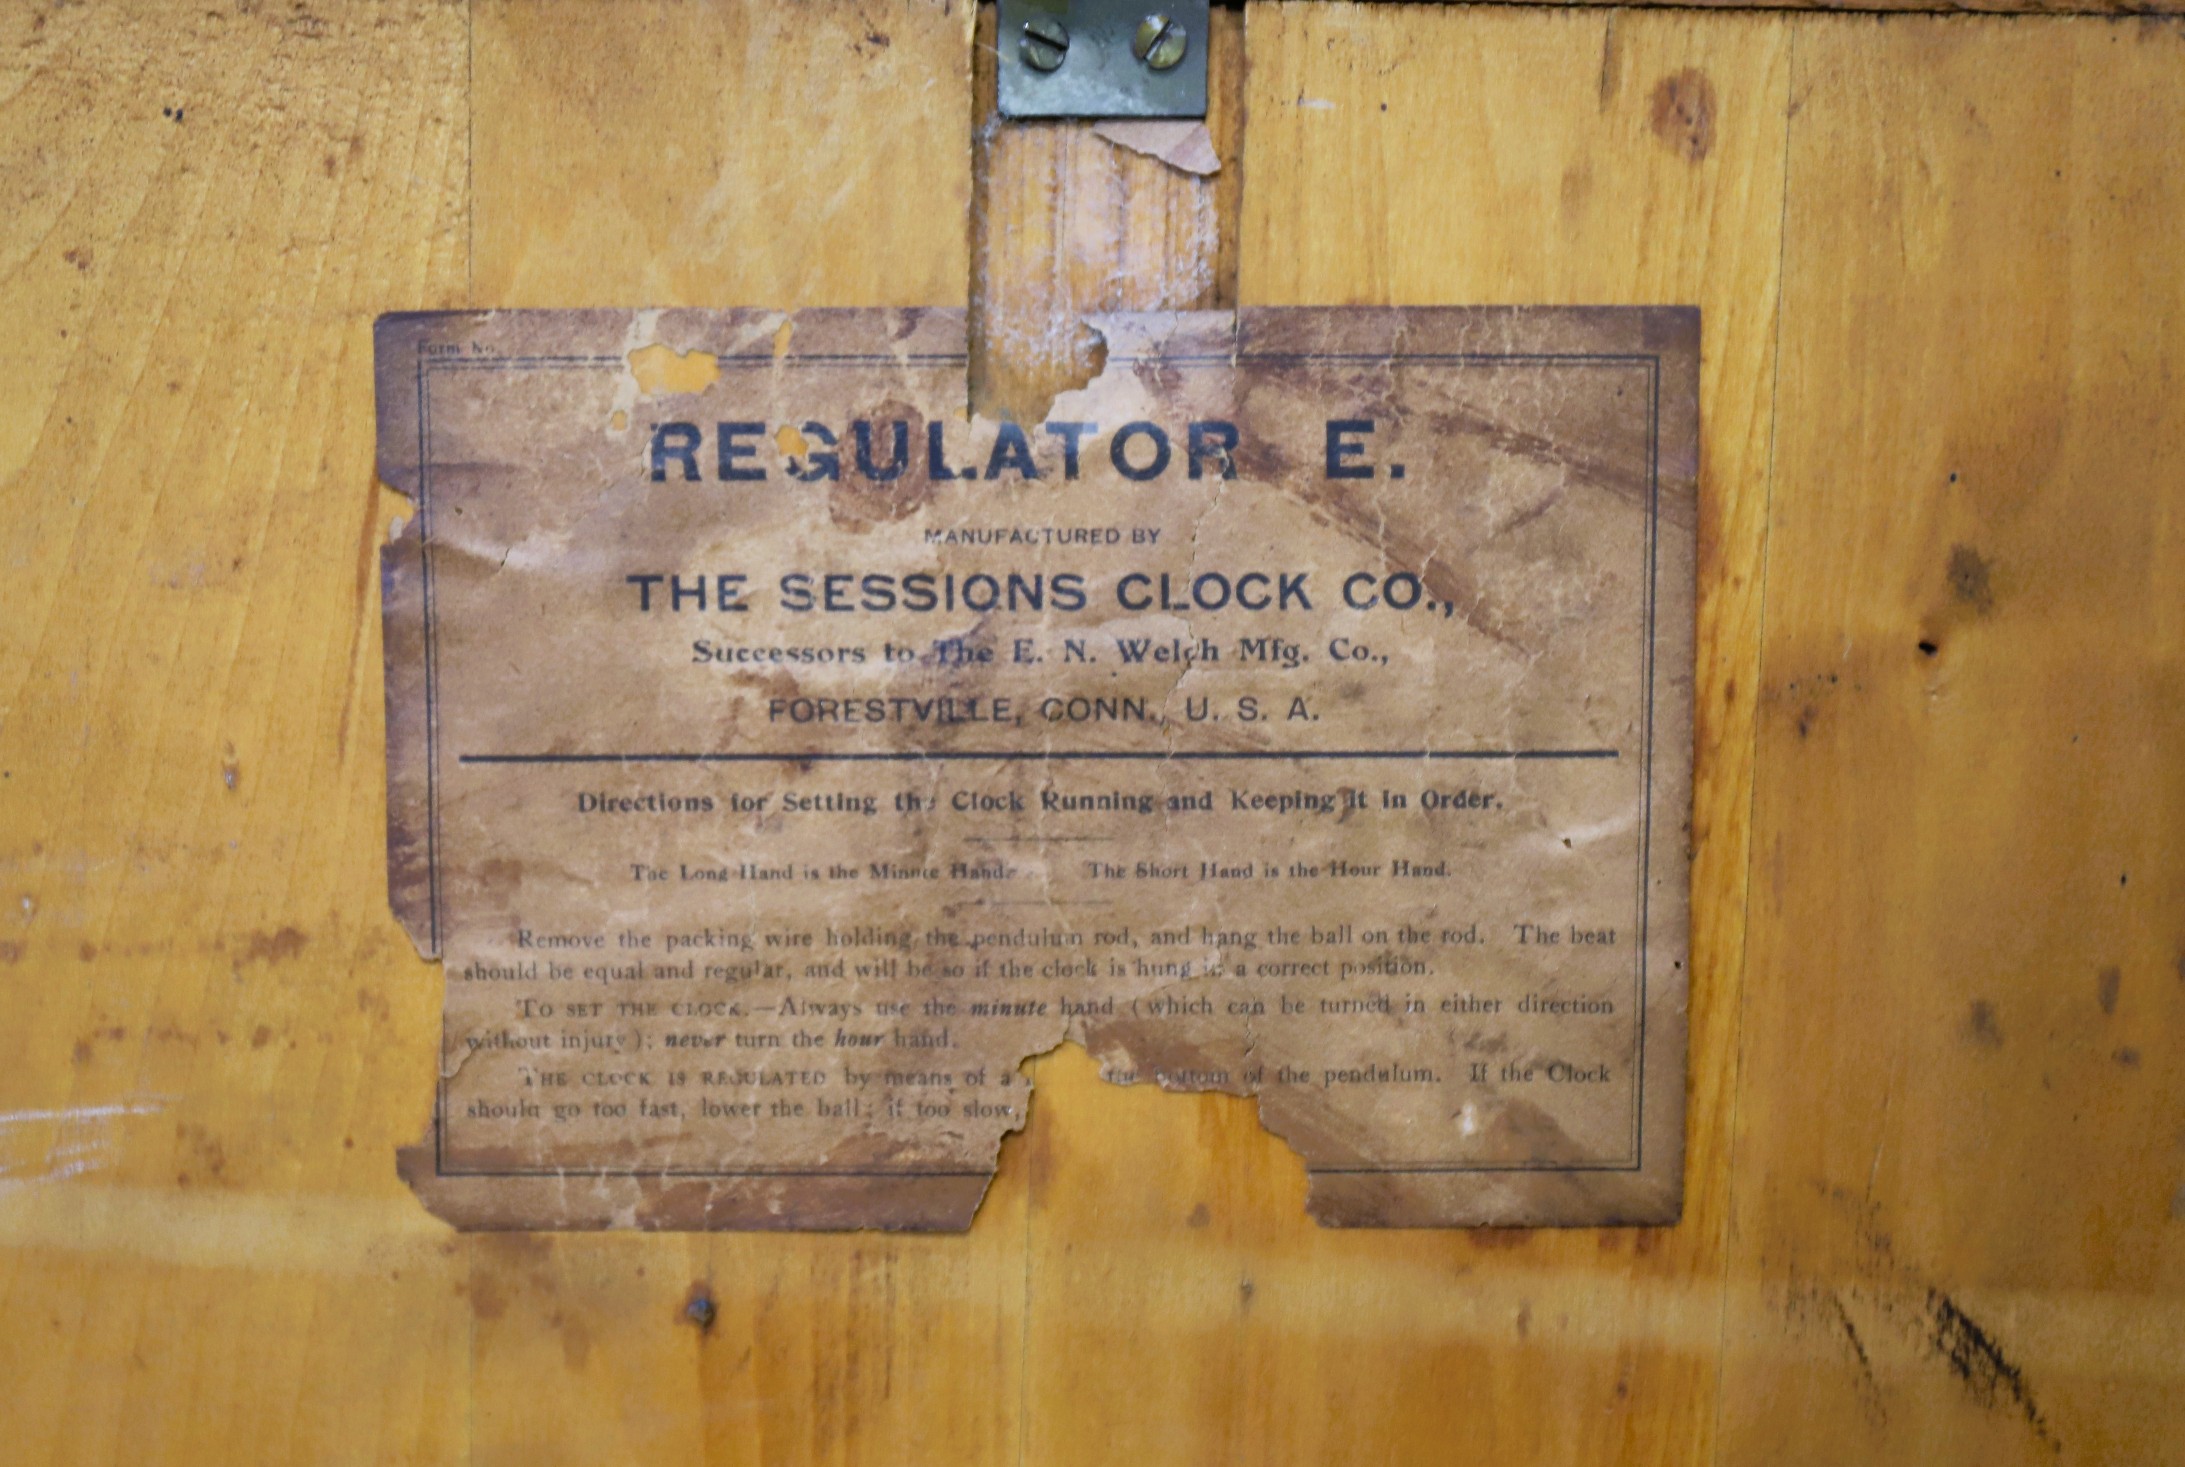 Form No.
REGULATOR E.
MANUFACTURED BY
THE SESSIONS CLOCK CO.,
Successors to The E. N. Welch Mfg. Co.,
FORESTVILLE, CONN., U. S. A.
Directions for Setting the Clock Running and Keeping it in Order.
The Long Hand is the Minute Hand. The Short Hand is the Hour Hand.
Remove the packing wire holding the pendulum rod, and hang the ball on the rod. The beat
should be equal and regular, and will be so if the clock is hung in a correct position.
TO SET THE CLOCK.—Always use the minute hand (which can be turned in either direction
without injury); never turn the hour hand.
THE CLOCK IS REGULATED by means of a the bottom of the pendulum. If the Clock
should go too fast, lower the ball; if too slow,